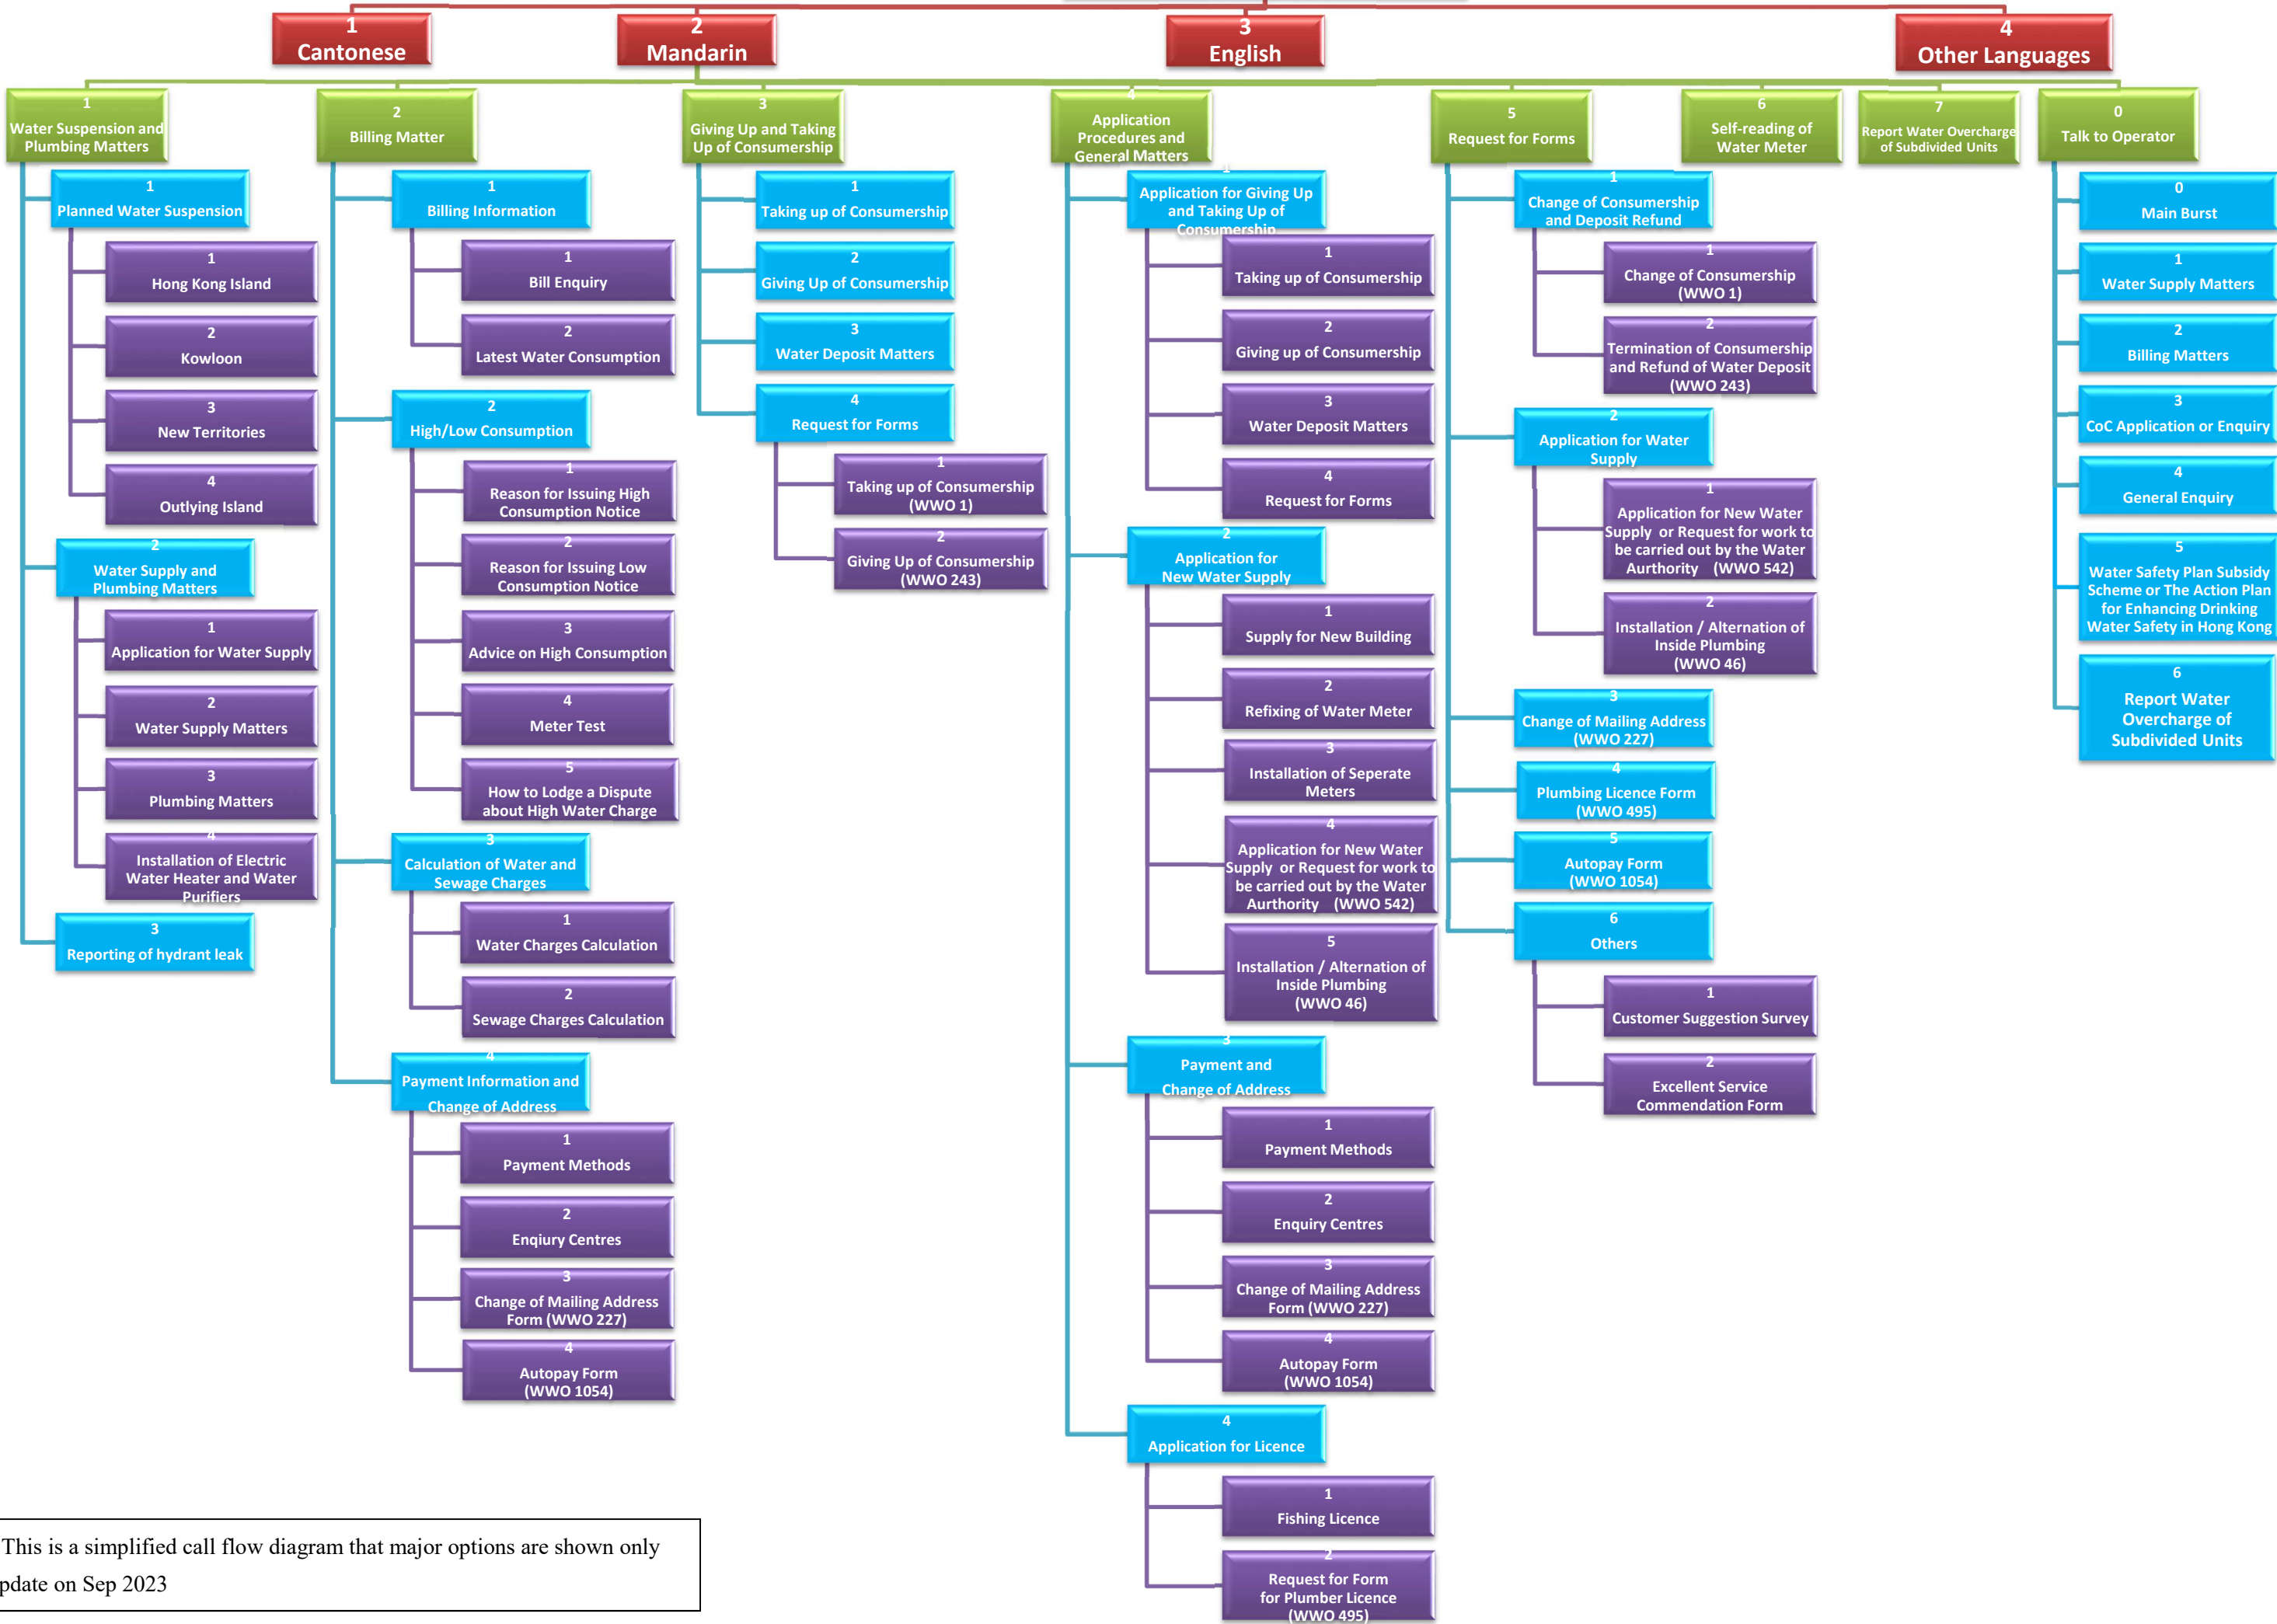 1
Cantonese
2
Mandarin
3
English
4
Other Languages
1
Water Suspension and
Plumbing Matters
1
Planned Water Suspension
1
Hong Kong Island
2
Kowloon
3
New Territories
4
Outlying Island
2
Water Supply and
Plumbing Matters
1
Application for Water Supply
2
Water Supply Matters
3
Plumbing Matters
4
Installation of Electric
Water Heater and Water
Purifiers
3
Reporting of hydrant leak
2
Billing Matter
1
Billing Information
1
Bill Enquiry
2
Latest Water Consumption
2
High/Low Consumption
1
Reason for Issuing High
Consumption Notice
2
Reason for Issuing Low
Consumption Notice
3
Advice on High Consumption
4
Meter Test
5
How to Lodge a Dispute
about High Water Charge
3
Calculation of Water and
Sewage Charges
1
Water Charges Calculation
2
Sewage Charges Calculation
4
Payment Information and
Change of Address
1
Payment Methods
2
Enqiury Centres
3
Change of Mailing Address
Form (WWO 227)
4
Autopay Form
(WWO 1054)
3
Giving Up and Taking
Up of Consumership
1
Taking up of Consumership
2
Giving Up of Consumership
3
Water Deposit Matters
4
Request for Forms
1
Taking up of Consumership
(WWO 1)
2
Giving Up of Consumership
(WWO 243)
4
Application
Procedures and
General Matters
1
Application for Giving Up
and Taking Up of
Consumership
1
Taking up of Consumership
2
Giving up of Consumership
3
Water Deposit Matters
4
Request for Forms
2
Application for
New Water Supply
1
Supply for New Building
2
Refixing of Water Meter
3
Installation of Seperate
Meters
4
Application for New Water
Supply or Request for work to
be carried out by the Water
Aurthority (WWO 542)
5
Installation / Alternation of
Inside Plumbing
(WWO 46)
3
Payment and
Change of Address
1
Payment Methods
2
Enquiry Centres
3
Change of Mailing Address
Form (WWO 227)
4
Autopay Form
(WWO 1054)
4
Application for Licence
1
Fishing Licence
2
Request for Form
for Plumber Licence
(WWO 495)
5
Request for Forms
1
Change of Consumership
and Deposit Refund
1
Change of Consumership
(WWO 1)
2
Termination of Consumership
and Refund of Water Deposit
(WWO 243)
2
Application for Water
Supply
1
Application for New Water
Supply or Request for work to
be carried out by the Water
Aurthority (WWO 542)
2
Installation / Alternation of
Inside Plumbing
(WWO 46)
3
Change of Mailing Address
(WWO 227)
4
Plumbing Licence Form
(WWO 495)
5
Autopay Form
(WWO 1054)
6
Others
1
Customer Suggestion Survey
2
Excellent Service
Commendation Form
6
Self-reading of
Water Meter
7
Report Water Overcharge
of Subdivided Units
0
Talk to Operator
0
Main Burst
1
Water Supply Matters
2
Billing Matters
3
CoC Application or Enquiry
4
General Enquiry
5
Water Safety Plan Subsidy
Scheme or The Action Plan
for Enhancing Drinking
Water Safety in Hong Kong
6
Report Water
Overcharge of
Subdivided Units
This is a simplified call flow diagram that major options are shown only
pdate on Sep 2023